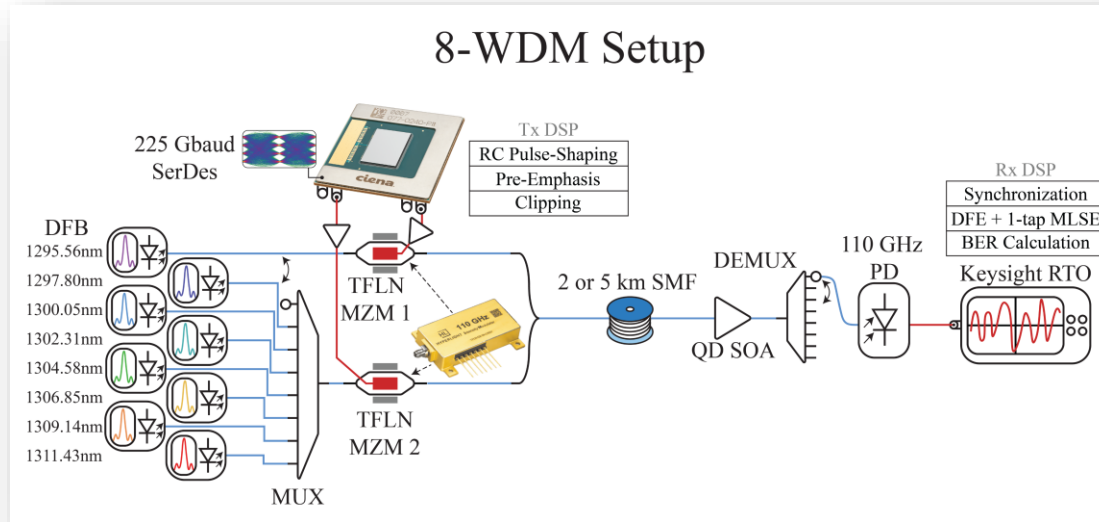 8-WDM Setup
225 Gbaud
SerDes
ciena
Tx DSP
RC Pulse-Shaping
Pre-Emphasis
Clipping
Rx DSP
Synchronization
DFE + 1-tap MLSE
BER Calculation
DFB
1295.56nm
1297.80nm
1300.05nm
1302.31nm
1304.58nm
1306.85nm
1309.14nm
1311.43nm
MUX
TFLN
MZM 1
110 GHz
TFLN
MZM 2
2 or 5 km SMF
QD SOA
DEMUX
110 GHz
PD
Keysight RTO